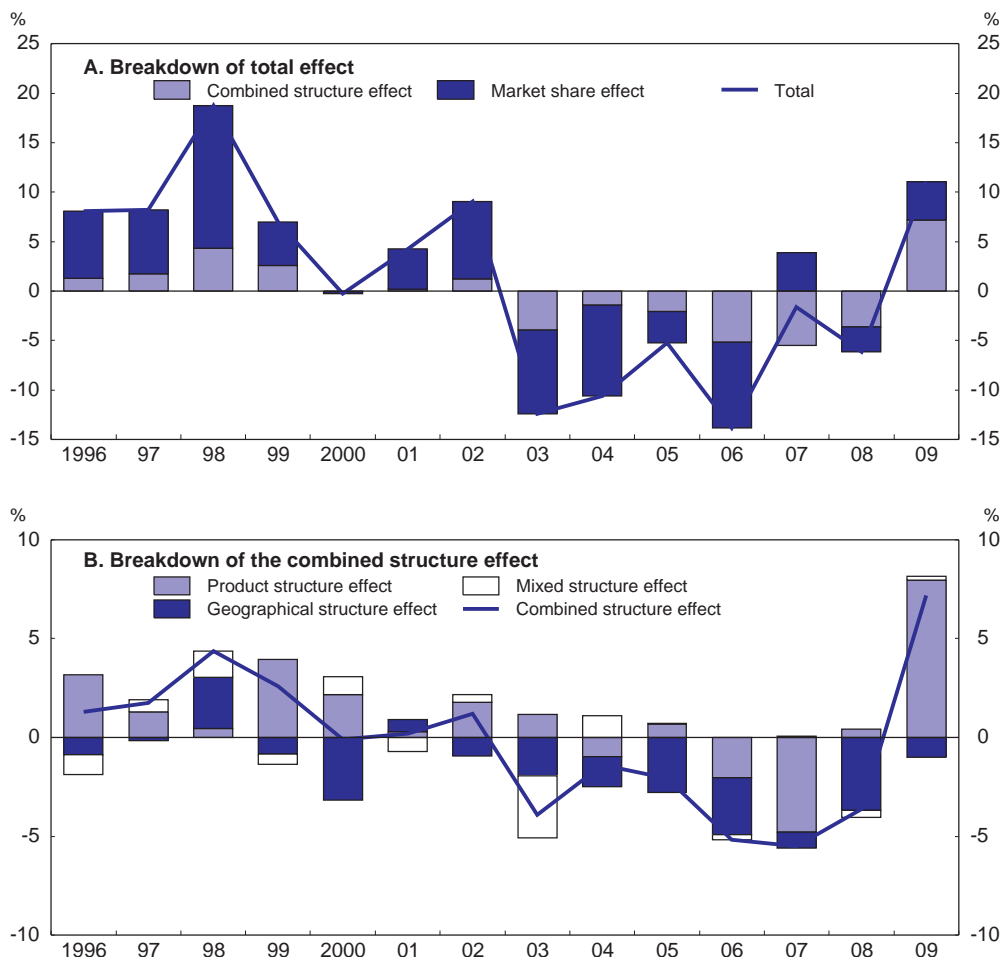 % %
25 25
A. Breakdown of total effect
Combined structure effect Market share effect Total
20 20
15 15
10 10
5 5
0 0
-5 -5
-10 -10
-15 -15
1996 97 98 99 2000 01 02 03 04 05 06 07 08 09
% %
10 10
B. Breakdown of the combined structure effect
Product structure effect Mixed structure effect
Geographical structure effect Combined structure effect
5 5
0 0
-5 -5
-10 -10
1996 97 98 99 2000 01 02 03 04 05 06 07 08 09